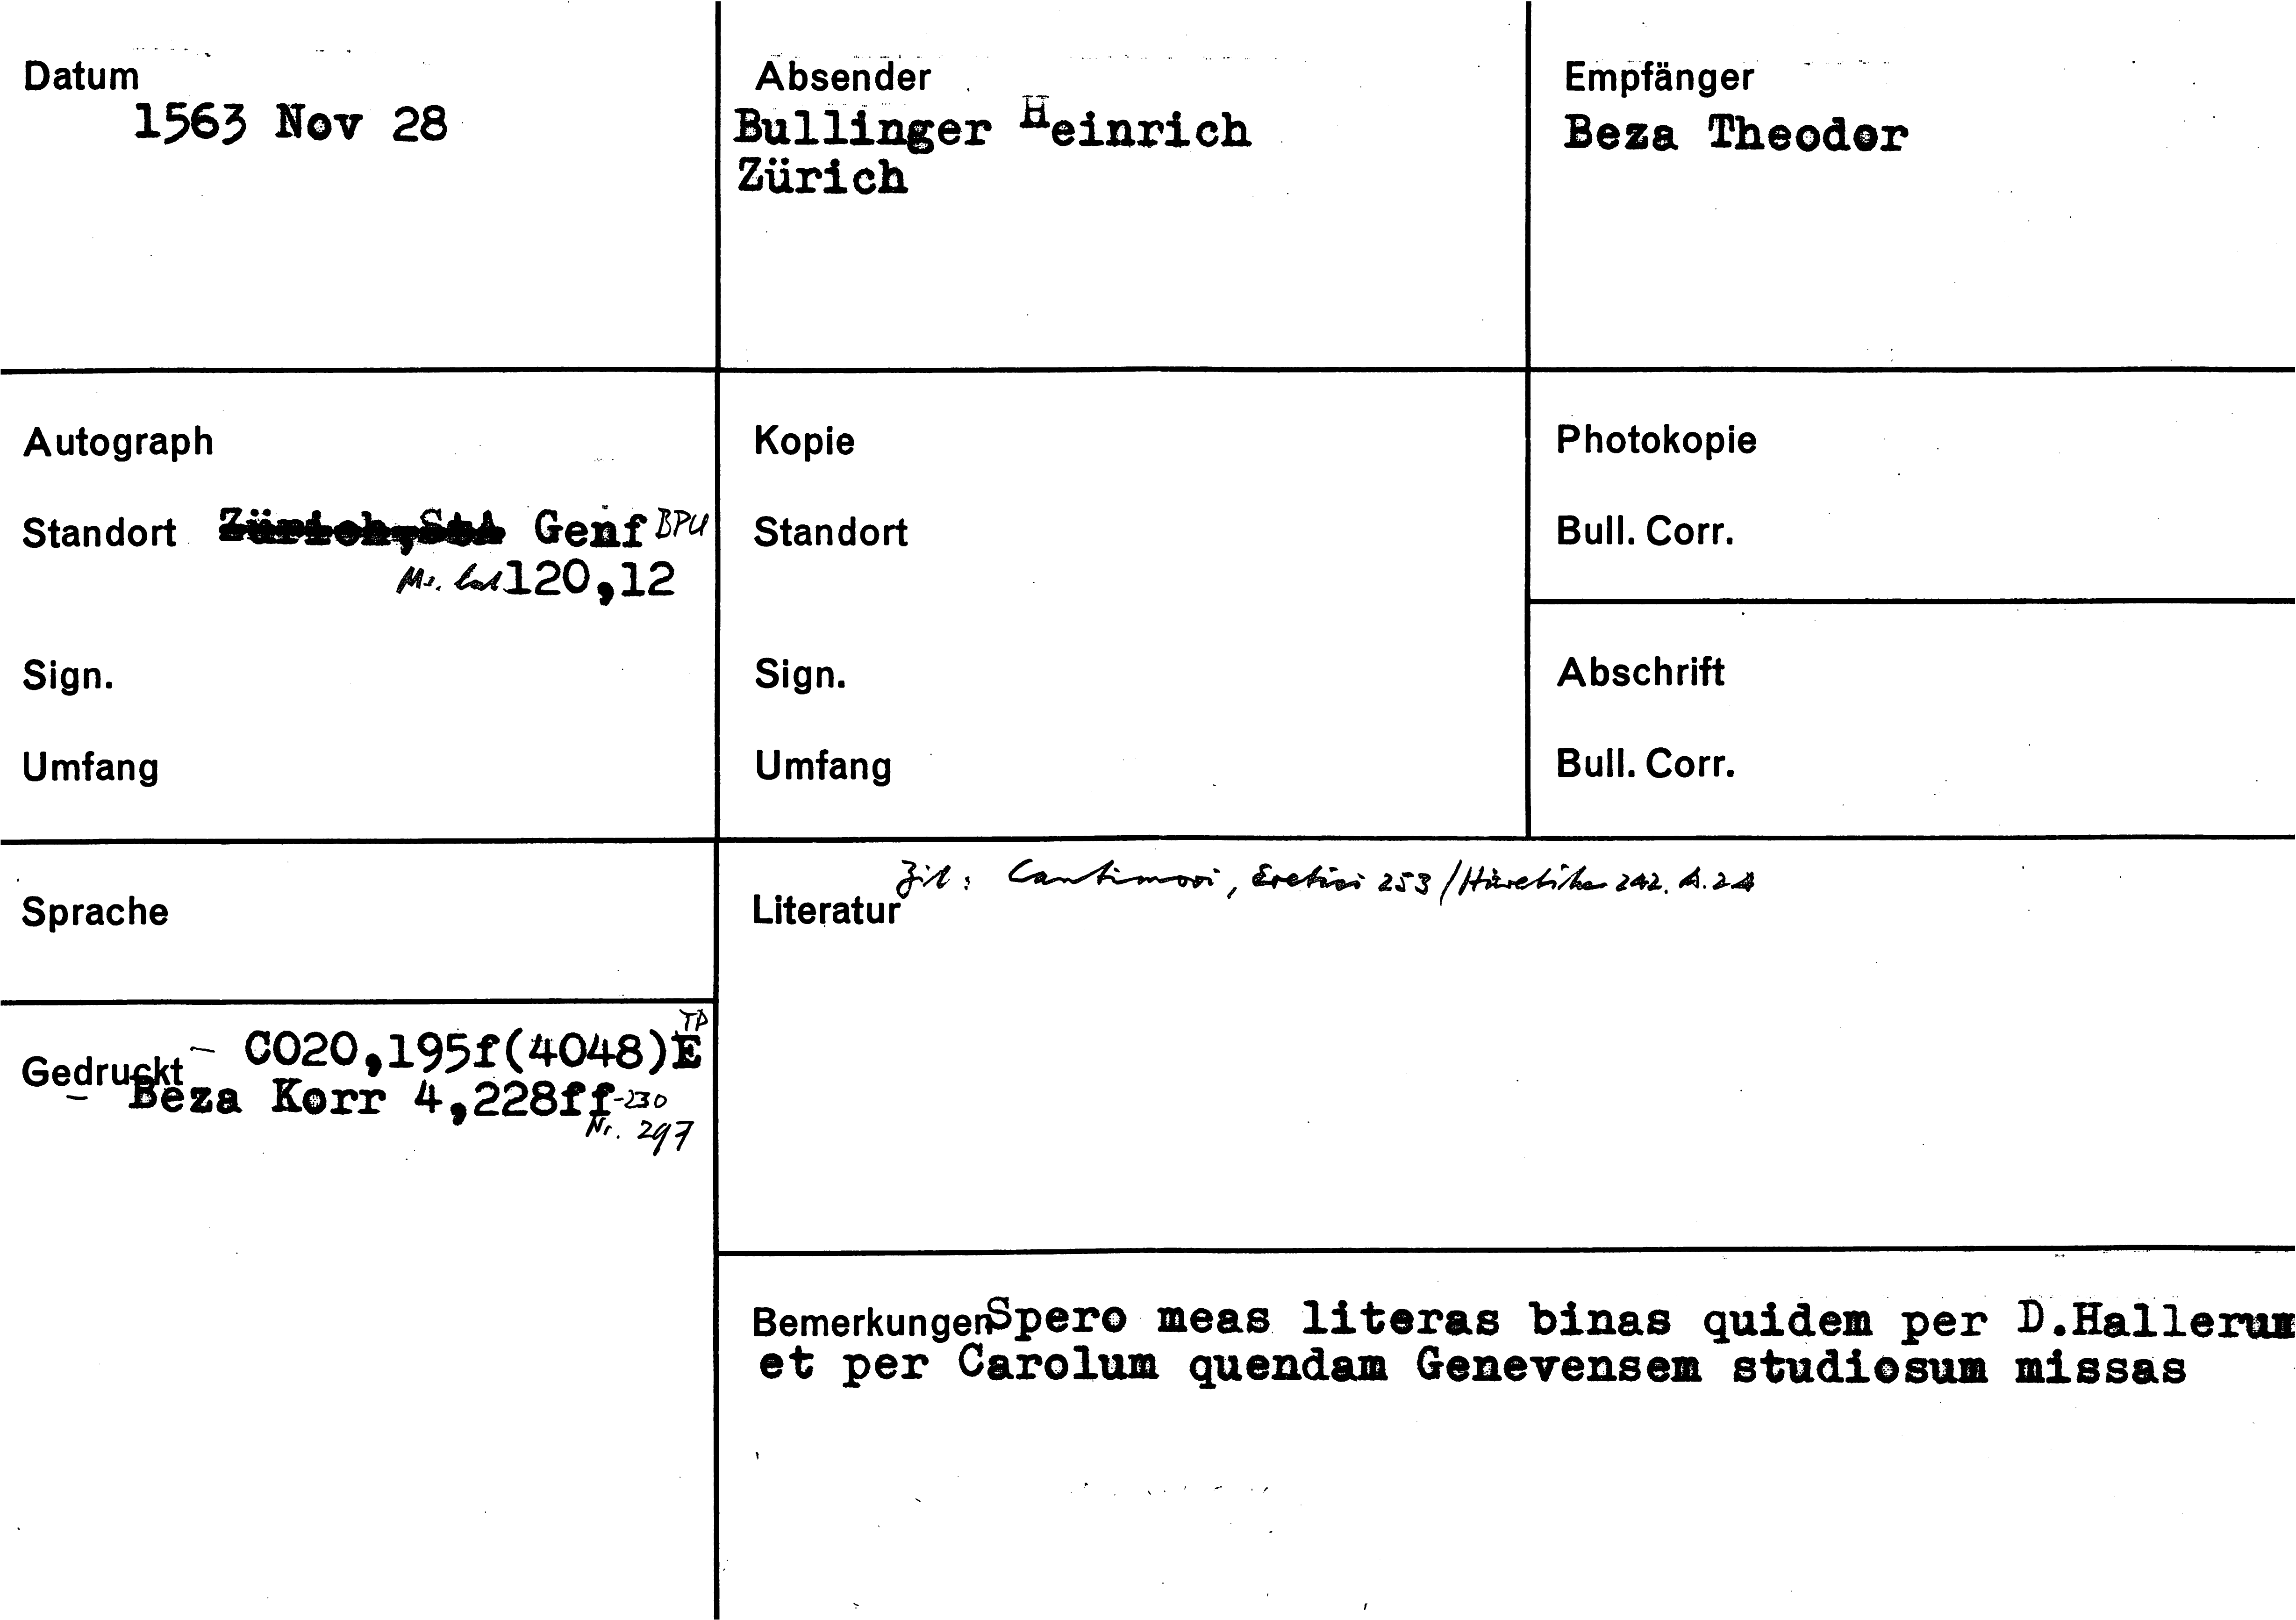 Datum
1563 Nov 28
Absender
Bullinger Heinrich
Zürich
Empfänger
Beza Theodor
Autograph
Standort Zürich,StA Genf BPU
Ms. lat 120,12
Sign.
Umfang
Kopie
Standort
Sign.
Umfang
Photokopie
Bull. Corr.
Abschrift
Bull. Corr.
Sprache
Zit: Cantimori, Eretici 253 / Häretiker 242. A.
Literatur
Gedruckt – CO20,195f(4048)E
– Beza Korr 4,228ff -230
Nr. 297
Bemerkungen Spero meas literas binas quidem per D.Hallerum
et per Carolum quendam Genevensem studiosum missas